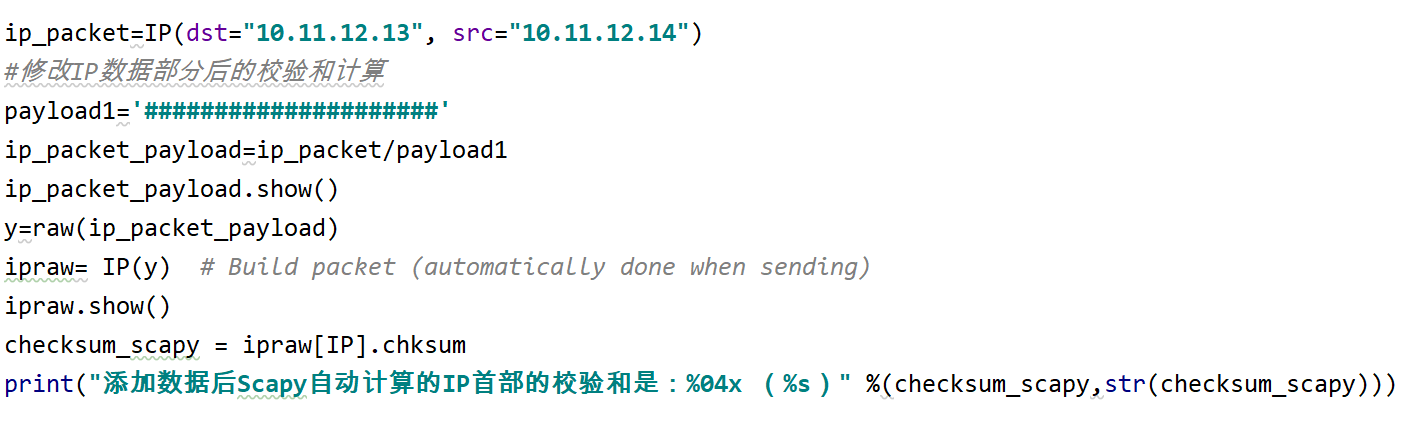 ip_packet=IP(dst="10.11.12.13", src="10.11.12.14")
#修改IP数据部分后的校验和计算
payload1='#####################'
ip_packet_payload=ip_packet/payload1
ip_packet_payload.show()
y=raw(ip_packet_payload)
ipraw= IP(y)  # Build packet (automatically done when sending)
ipraw.show()
checksum_scapy = ipraw[IP].chksum
print("添加数据后Scapy自动计算的IP首部的校验和是：%04x （%s）" %(checksum_scapy,str(checksum_scapy)))